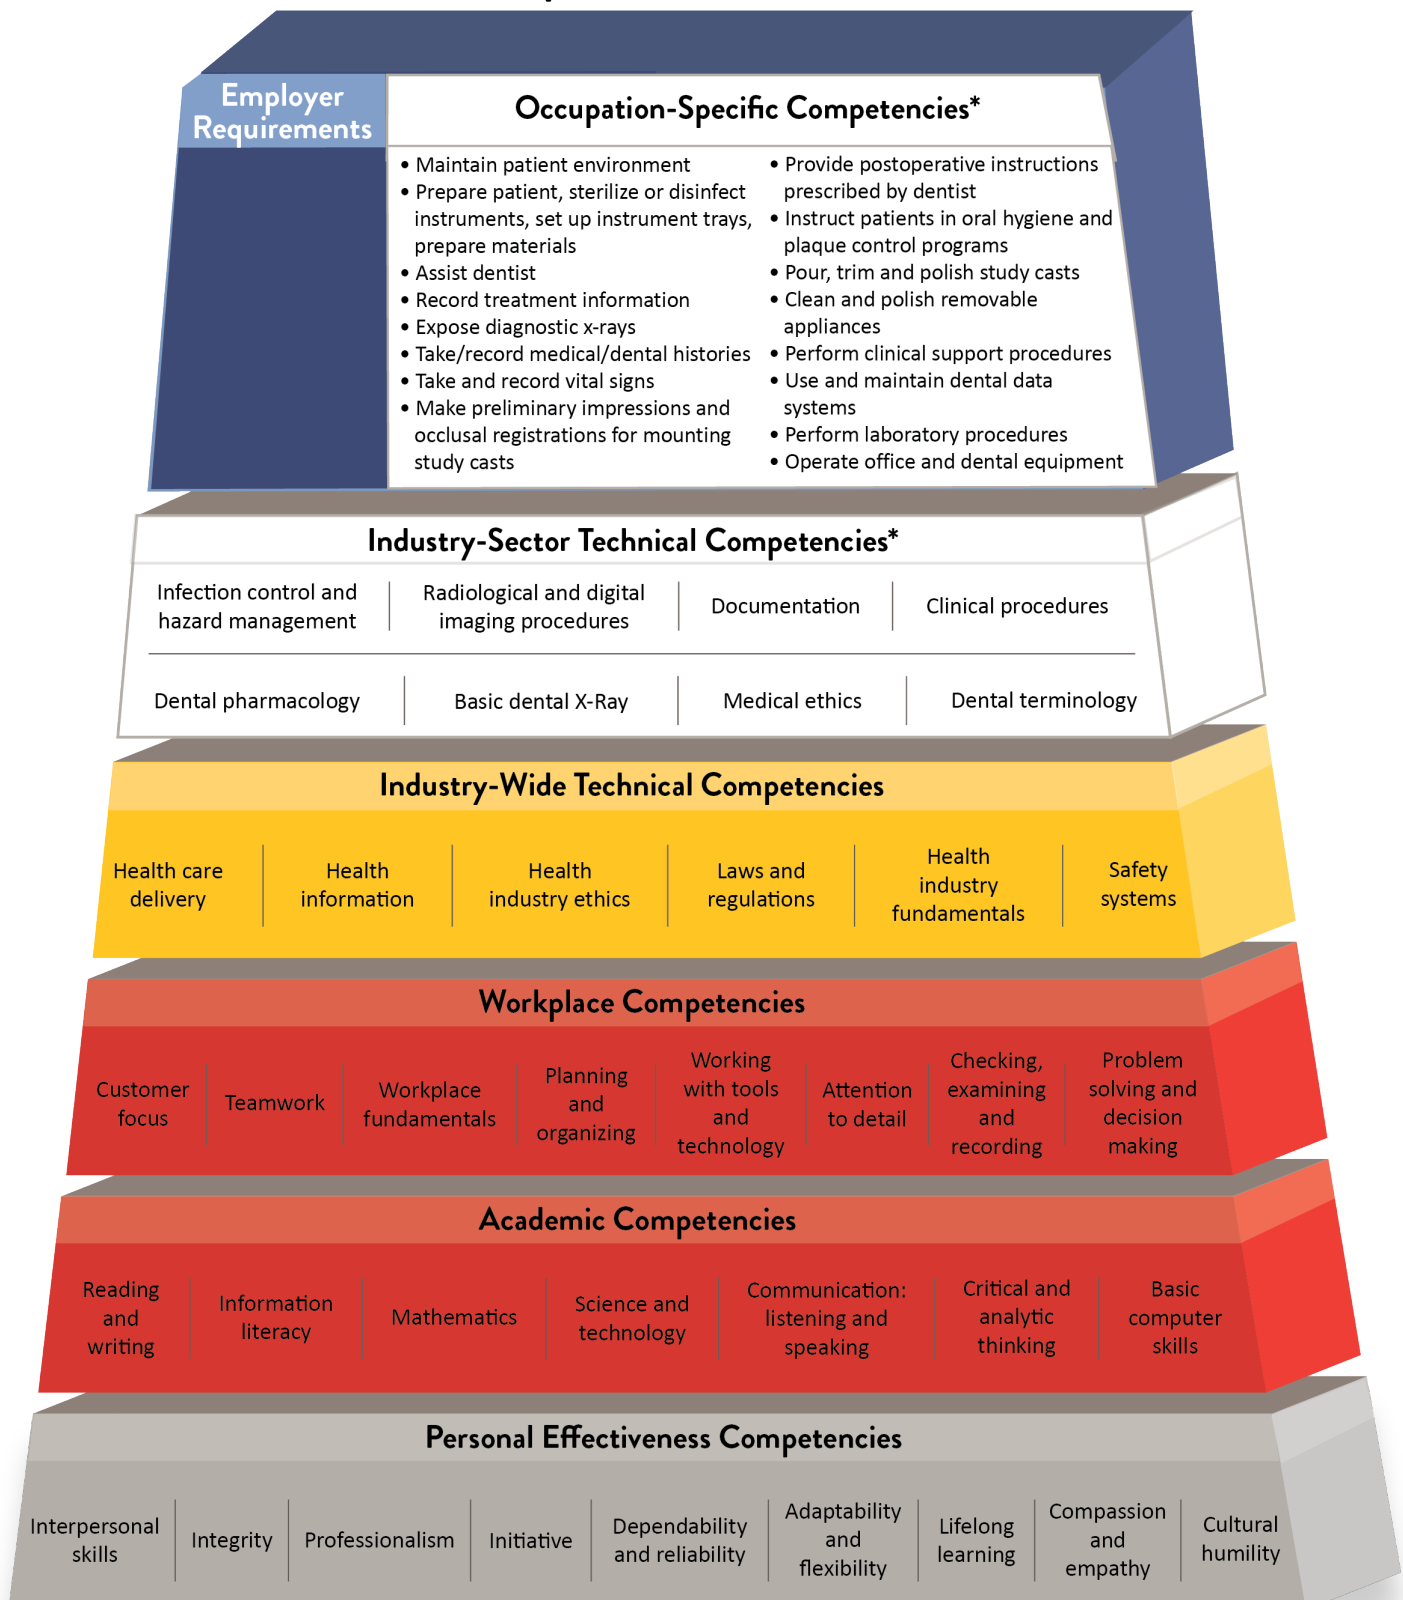 Employer
Requirements
Occupation-Specific Competencies*
• Maintain patient environment
• Prepare patient, sterilize or disinfect
instruments, set up instrument trays,
prepare materials
• Assist dentist
• Record treatment information
• Expose diagnostic x-rays
• Take/record medical/dental histories
• Take and record vital signs
• Make preliminary impressions and
occlusal registrations for mounting
study casts
• Provide postoperative instructions
prescribed by dentist
• Instruct patients in oral hygiene and
plaque control programs
• Pour, trim and polish study casts
• Clean and polish removable
appliances
• Perform clinical support procedures
• Use and maintain dental data
systems
• Perform laboratory procedures
• Operate office and dental equipment
Industry-Sector Technical Competencies*
Infection control and
hazard management
Radiological and digital
imaging procedures
Documentation
Clinical procedures
Dental pharmacology
Basic dental X-Ray
Medical ethics
Dental terminology
Industry-Wide Technical Competencies
Health care
delivery
Health
information
Health
industry ethics
Laws and
regulations
Health
industry
fundamentals
Safety
systems
Workplace Competencies
Customer
focus
Teamwork
Workplace
fundamentals
Planning
and
organizing
Working
with tools
and
technology
Attention
to detail
Checking,
examining
and
recording
Problem
solving and
decision
making
Academic Competencies
Reading
and
writing
Information
literacy
Mathematics
Science and
technology
Communication:
listening and
speaking
Critical and
analytic
thinking
Basic
computer
skills
Personal Effectiveness Competencies
Interpersonal
skills
Integrity
Professionalism
Initiative
Dependability
and reliability
Adaptability
and
flexibility
Lifelong
learning
Compassion
and
empathy
Cultural
humility